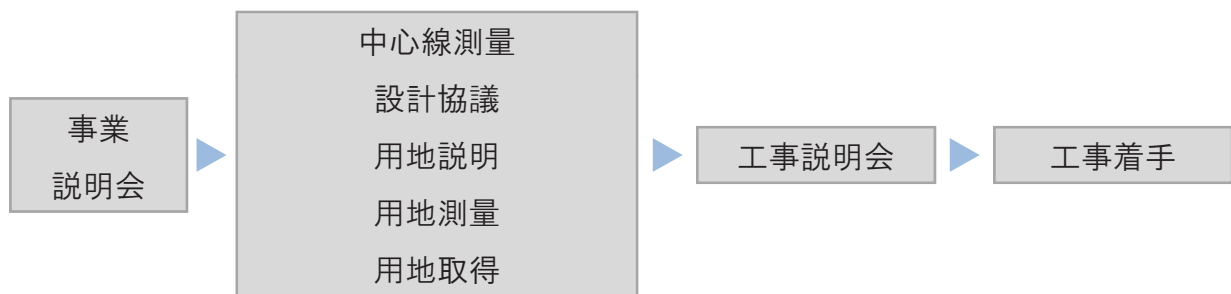 事業
説明会
中心線測量
設計協議
用地説明
用地測量
用地取得
工事説明会
工事着手